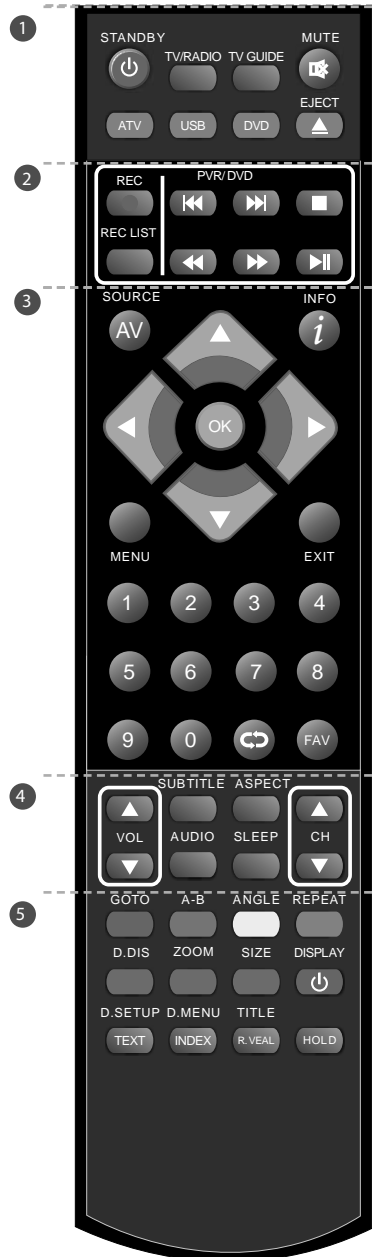 1
STANDBY MUTE
TV/RADIO TV GUIDE
EJECT
ATV USB DVD
2
REC PVR/DVD
REC LIST
3
SOURCE INFO
AV i
OK
MENU EXIT
1 2 3 4
5 6 7 8
9 0 FAV
4
SUBTITLE ASPECT
VOL AUDIO SLEEP CH
5
GOTO A-B ANGLE REPEAT
D.DIS ZOOM SIZE DISPLAY
D.SETUP D.MENU TITLE
TEXT INDEX R.VEAL HOLD